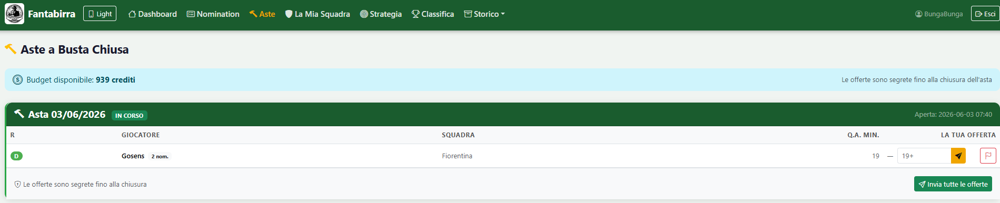 Fantabirra Light Dashboard Nomination Aste La Mia Squadra Strategia Classifica Storico BungaBunga Esci
Aste a Busta Chiusa
Budget disponibile: 939 crediti Le offerte sono segrete fino alla chiusura dell'asta
Asta 03/06/2026 IN CORSO Aperta: 2026-06-03 07:40
R GIOCATORE SQUADRA Q.A. MIN. LA TUA OFFERTA
D Gosens 2 nom. Fiorentina 19 — 19+
Le offerte sono segrete fino alla chiusura Invia tutte le offerte